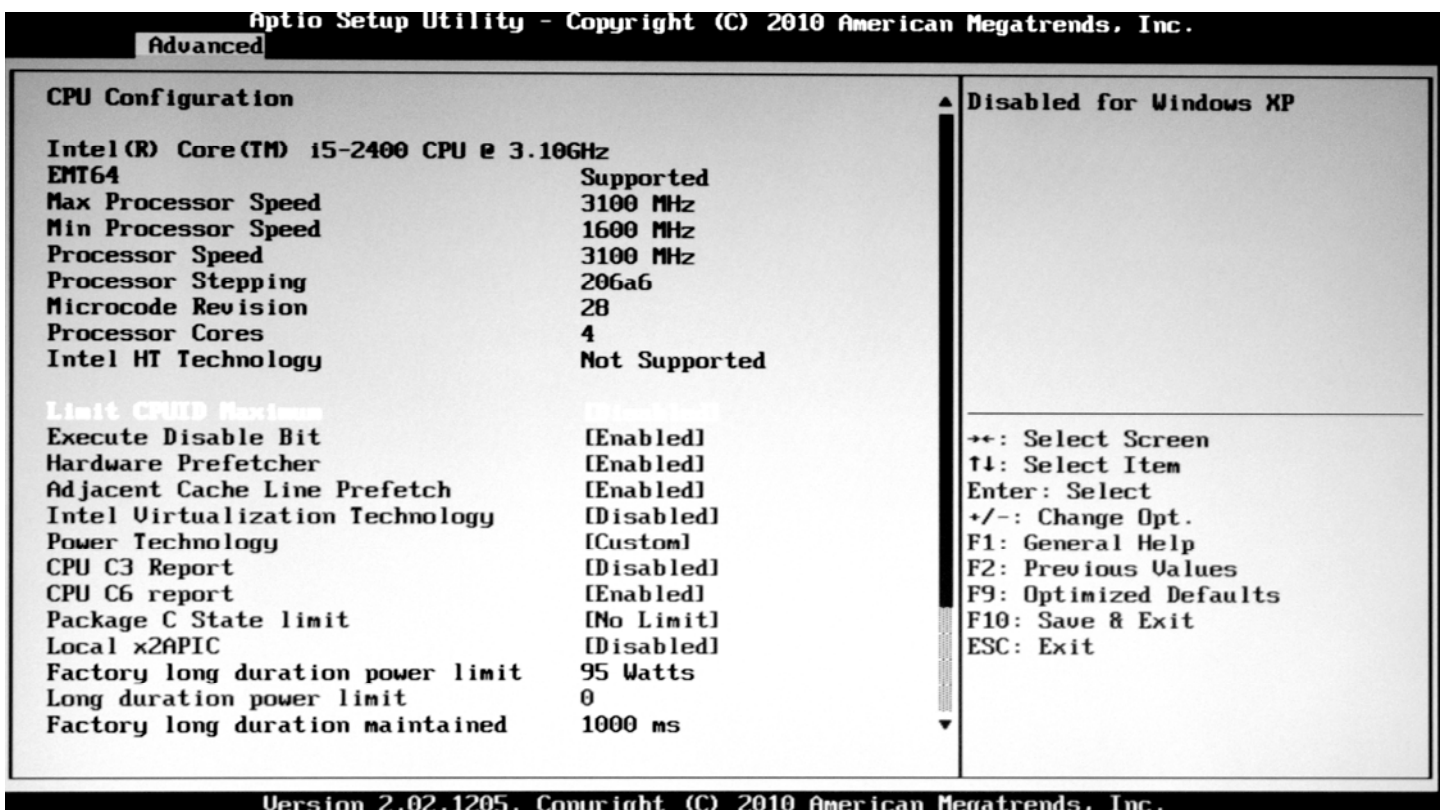 Aptio Setup Utility - Copyright (C) 2010 American Megatrends, Inc.
Advanced
CPU Configuration
Intel(R) Core(TM) i5-2400 CPU @ 3.10GHz
EMT64 Supported
Max Processor Speed 3100 MHz
Min Processor Speed 1600 MHz
Processor Speed 3100 MHz
Processor Stepping 206a6
Microcode Revision 28
Processor Cores 4
Intel HT Technology Not Supported
Limit CPUID Maximum [Disabled]
Execute Disable Bit [Enabled]
Hardware Prefetcher [Enabled]
Adjacent Cache Line Prefetch [Enabled]
Intel Virtualization Technology [Disabled]
Power Technology [Custom]
CPU C3 Report [Disabled]
CPU C6 report [Enabled]
Package C State limit [No Limit]
Local x2APIC [Disabled]
Factory long duration power limit 95 Watts
Long duration power limit 0
Factory long duration maintained 1000 ms
Disabled for Windows XP
→←: Select Screen
↑↓: Select Item
Enter: Select
+/-: Change Opt.
F1: General Help
F2: Previous Values
F9: Optimized Defaults
F10: Save & Exit
ESC: Exit
Version 2.02.1205. Copyright (C) 2010 American Megatrends, Inc.